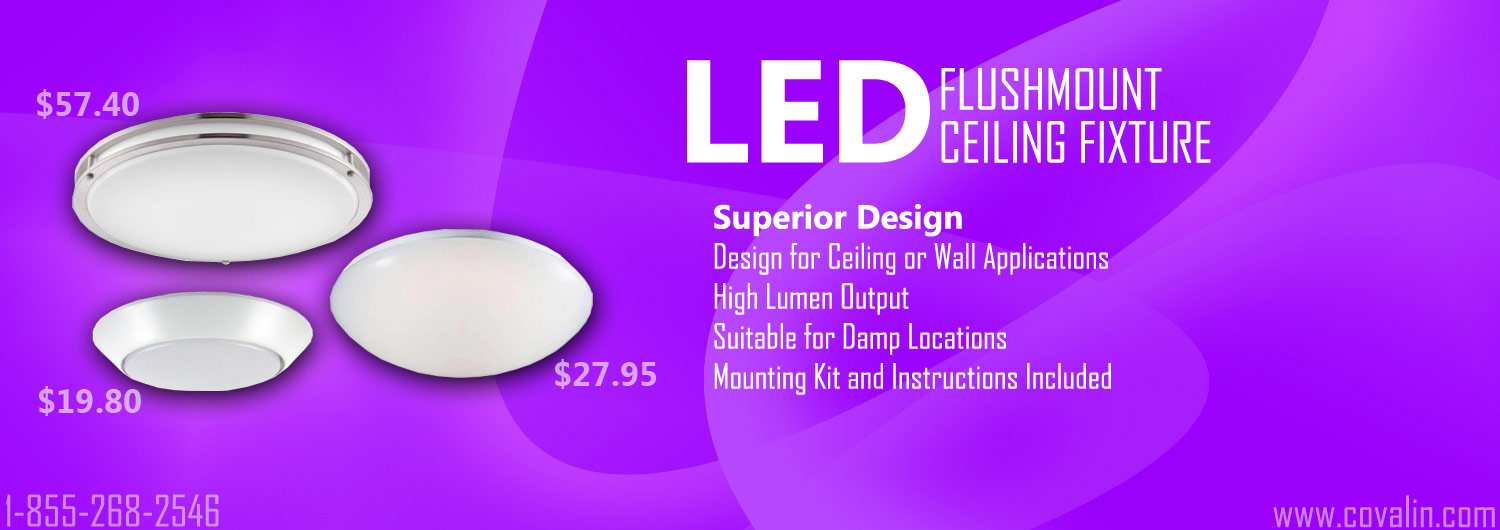 $57.40
$27.95
$19.80
LED FLUSHMOUNT
CEILING FIXTURE
Superior Design
Design for Ceiling or Wall Applications
High Lumen Output
Suitable for Damp Locations
Mounting Kit and Instructions Included
1-855-268-2546
www.covalin.com